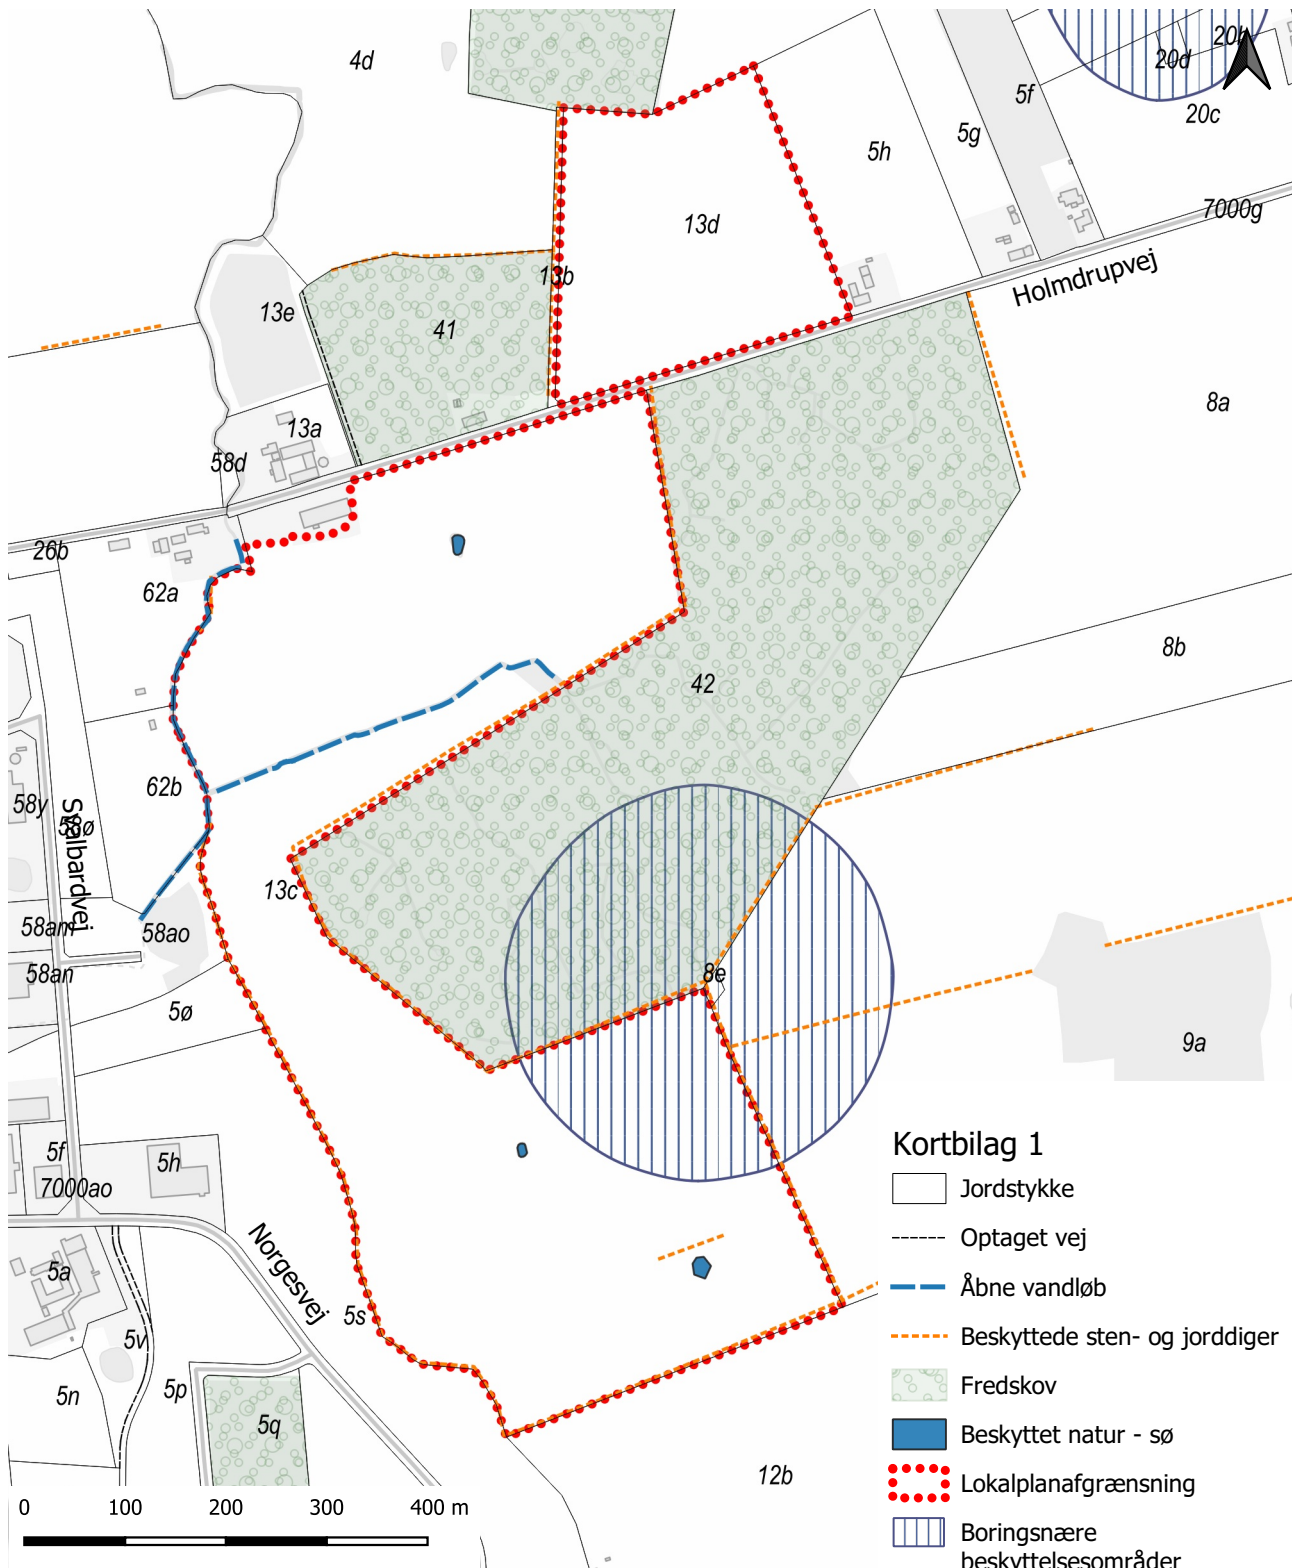 4d
20h
20d
5f
20c
5g
5h
7000g
13d
Holmdrupvej
13b
13e
41
8a
13a
58d
26b
62a
8b
42
62b
58y
Svalbardvej
13c
58am
58ao
58an
8e
5ø
9a
5f
5h
7000ao
Norgesvej
5a
5s
5v
5n
5p
5q
12b
Kortbilag 1
Jordstykke
Optaget vej
Åbne vandløb
Beskyttede sten- og jorddiger
Fredskov
Beskyttet natur - sø
Lokalplanafgrænsning
Boringsnære
beskyttelsesområder
0 100 200 300 400 m